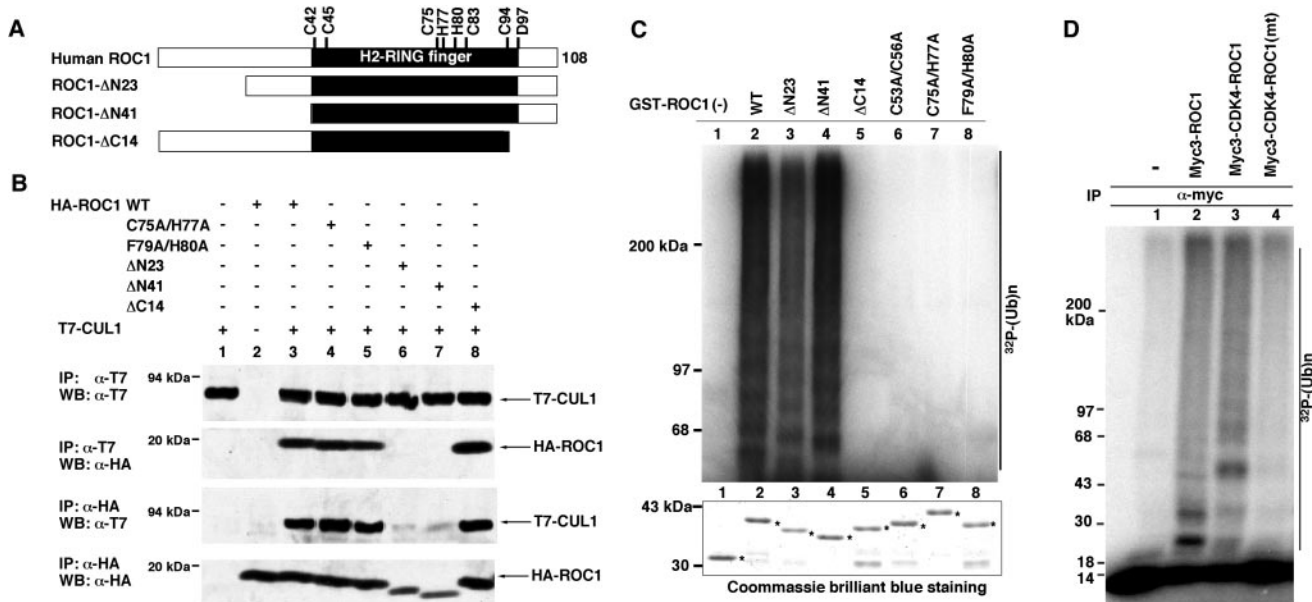 A
C42
C45
C75
H77
H80
C83
C94
D97
Human ROC1
H2-RING finger
108
ROC1-ΔN23
ROC1-ΔN41
ROC1-ΔC14
B
HA-ROC1 WT - + + - - - - -
C75A/H77A - - - + - - - -
F79A/H80A - - - - + - - -
ΔN23 - - - - - + - -
ΔN41 - - - - - - + -
ΔC14 - - - - - - - +
T7-CUL1 + - + + + + + +
1 2 3 4 5 6 7 8
IP: α-T7
WB: α-T7
94 kDa
T7-CUL1
IP: α-T7
WB: α-HA
20 kDa
HA-ROC1
IP: α-HA
WB: α-T7
94 kDa
T7-CUL1
IP: α-HA
WB: α-HA
20 kDa
HA-ROC1
C
GST-ROC1 (-)
WT
ΔN23
ΔN41
ΔC14
C53A/C56A
C75A/H77A
F79A/H80A
1 2 3 4 5 6 7 8
200 kDa
97
68
32P-(Ub)n
1 2 3 4 5 6 7 8
43 kDa
30
* * * * * * * *
Coommassie brilliant blue staining
D
-
Myc3-ROC1
Myc3-CDK4-ROC1
Myc3-CDK4-ROC1(mt)
IP
α-myc
1 2 3 4
200
kDa
97
68
43
30
18
14
32P-(Ub)n